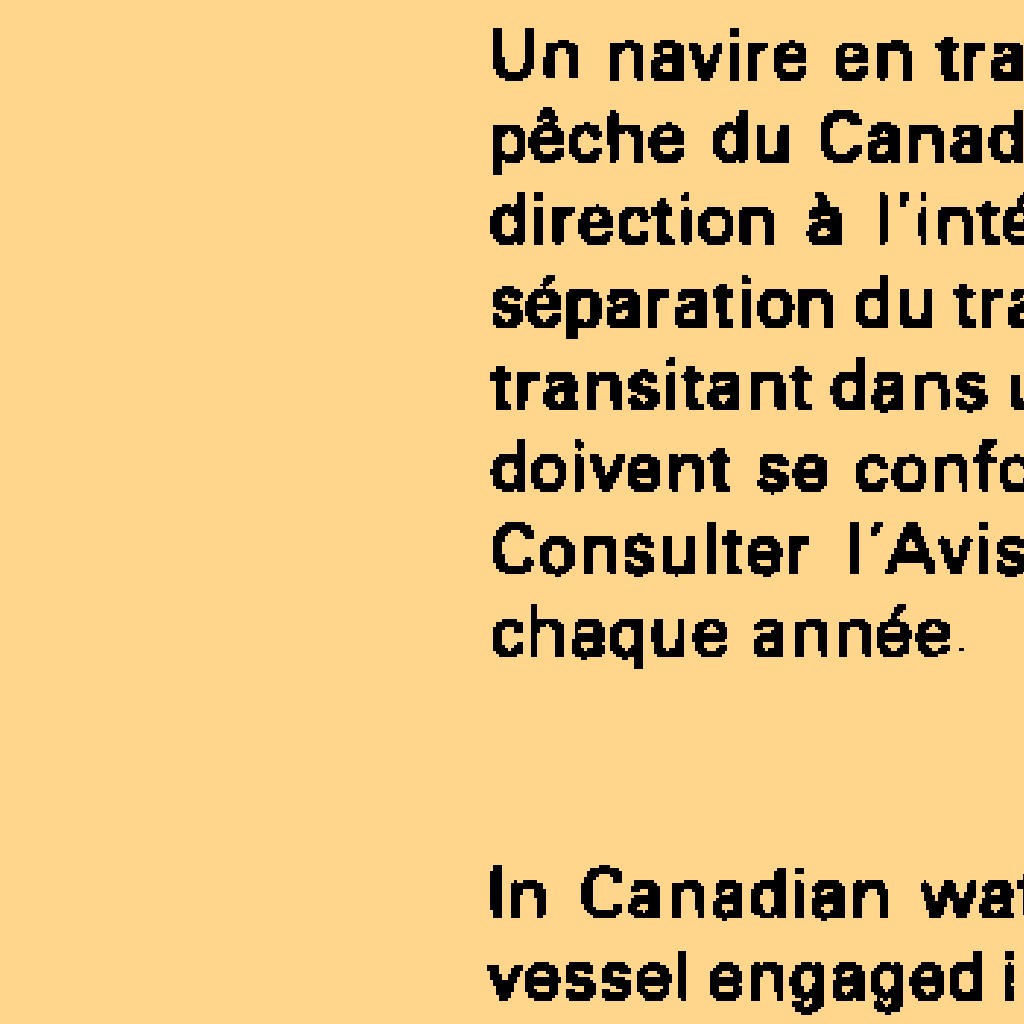 Un navire en tra
pêche du Canad
direction à l'inté
séparation du tra
transitant dans u
doivent se confo
Consulter l'Avis
chaque année.
In Canadian wat
vessel engaged i